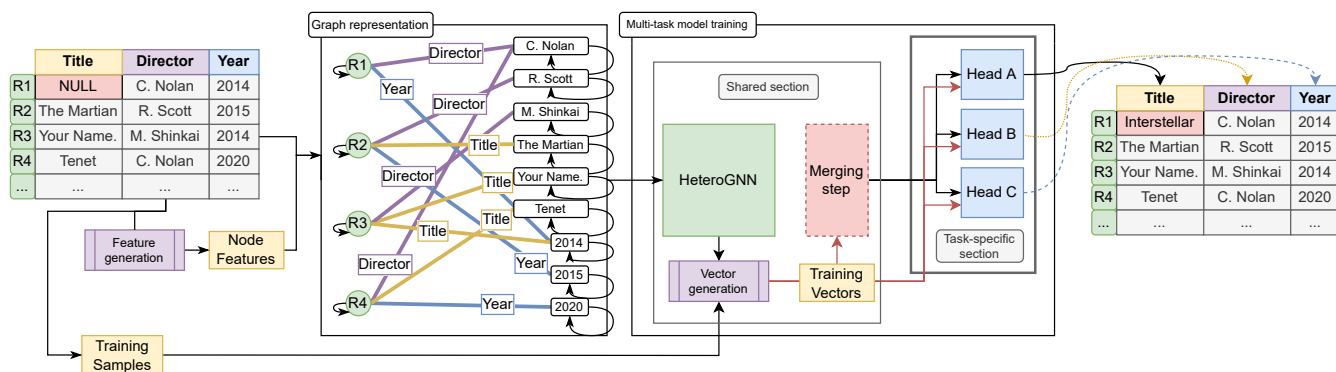 Graph representation
Multi-task model training
Title Director Year
R1 NULL C. Nolan 2014
R2 The Martian R. Scott 2015
R3 Your Name. M. Shinkai 2014
R4 Tenet C. Nolan 2020
... ... ... ...
Feature
generation
Node
Features
Training
Samples
R1
R2
R3
R4
Director
Year
Director
Title
Director
Title
Title
Title
Director
Year
Year
C. Nolan
R. Scott
M. Shinkai
The Martian
Your Name.
Tenet
2014
2015
2020
Shared section
HeteroGNN
Merging
step
Vector
generation
Training
Vectors
Head A
Head B
Head C
Task-specific
section
Title Director Year
R1 Interstellar C. Nolan 2014
R2 The Martian R. Scott 2015
R3 Your Name. M. Shinkai 2014
R4 Tenet C. Nolan 2020
... ... ... ...